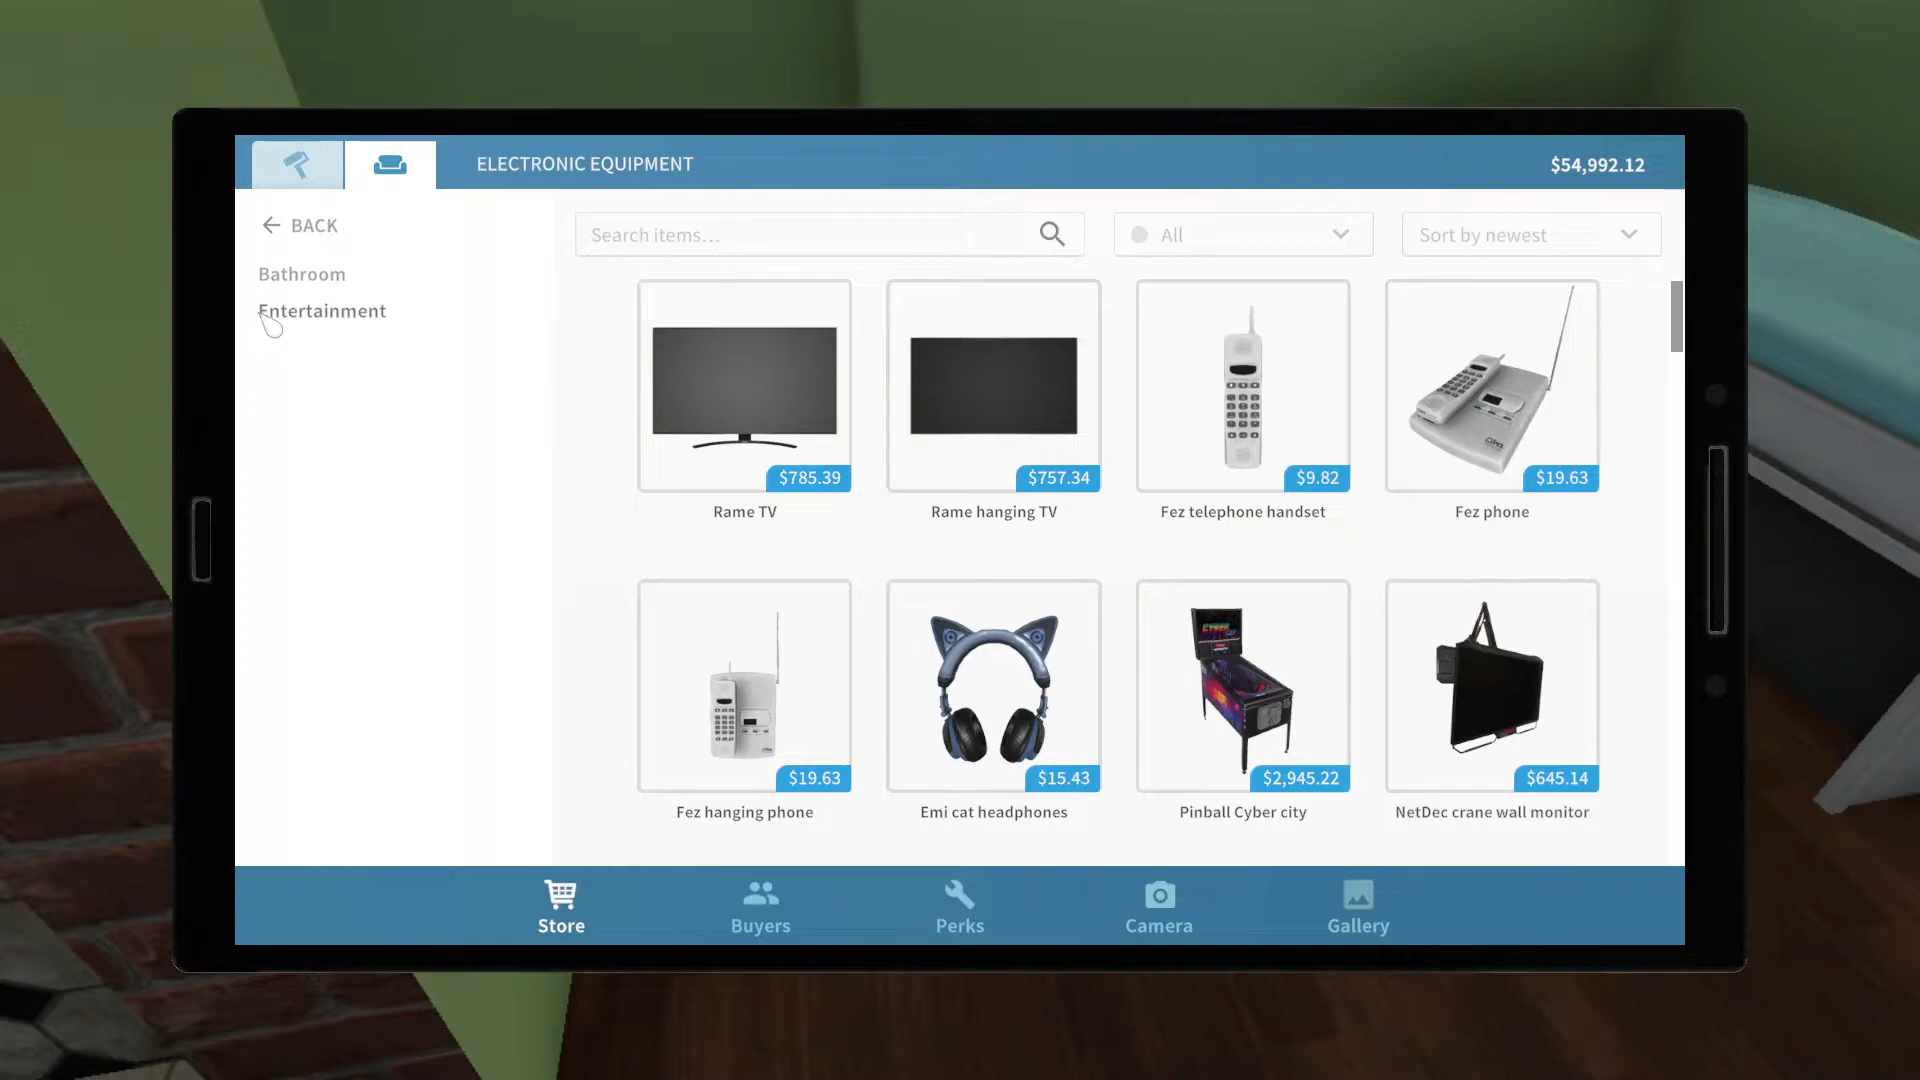 ELECTRONIC EQUIPMENT
$54,992.12
BACK
Bathroom
Entertainment
Search items...
All
Sort by newest
$785.39
$757.34
$9.82
$19.63
Rame TV
Rame hanging TV
Fez telephone handset
Fez phone
$19.63
$15.43
$2,945.22
$645.14
Fez hanging phone
Emi cat headphones
Pinball Cyber city
NetDec crane wall monitor
Store
Buyers
Perks
Camera
Gallery